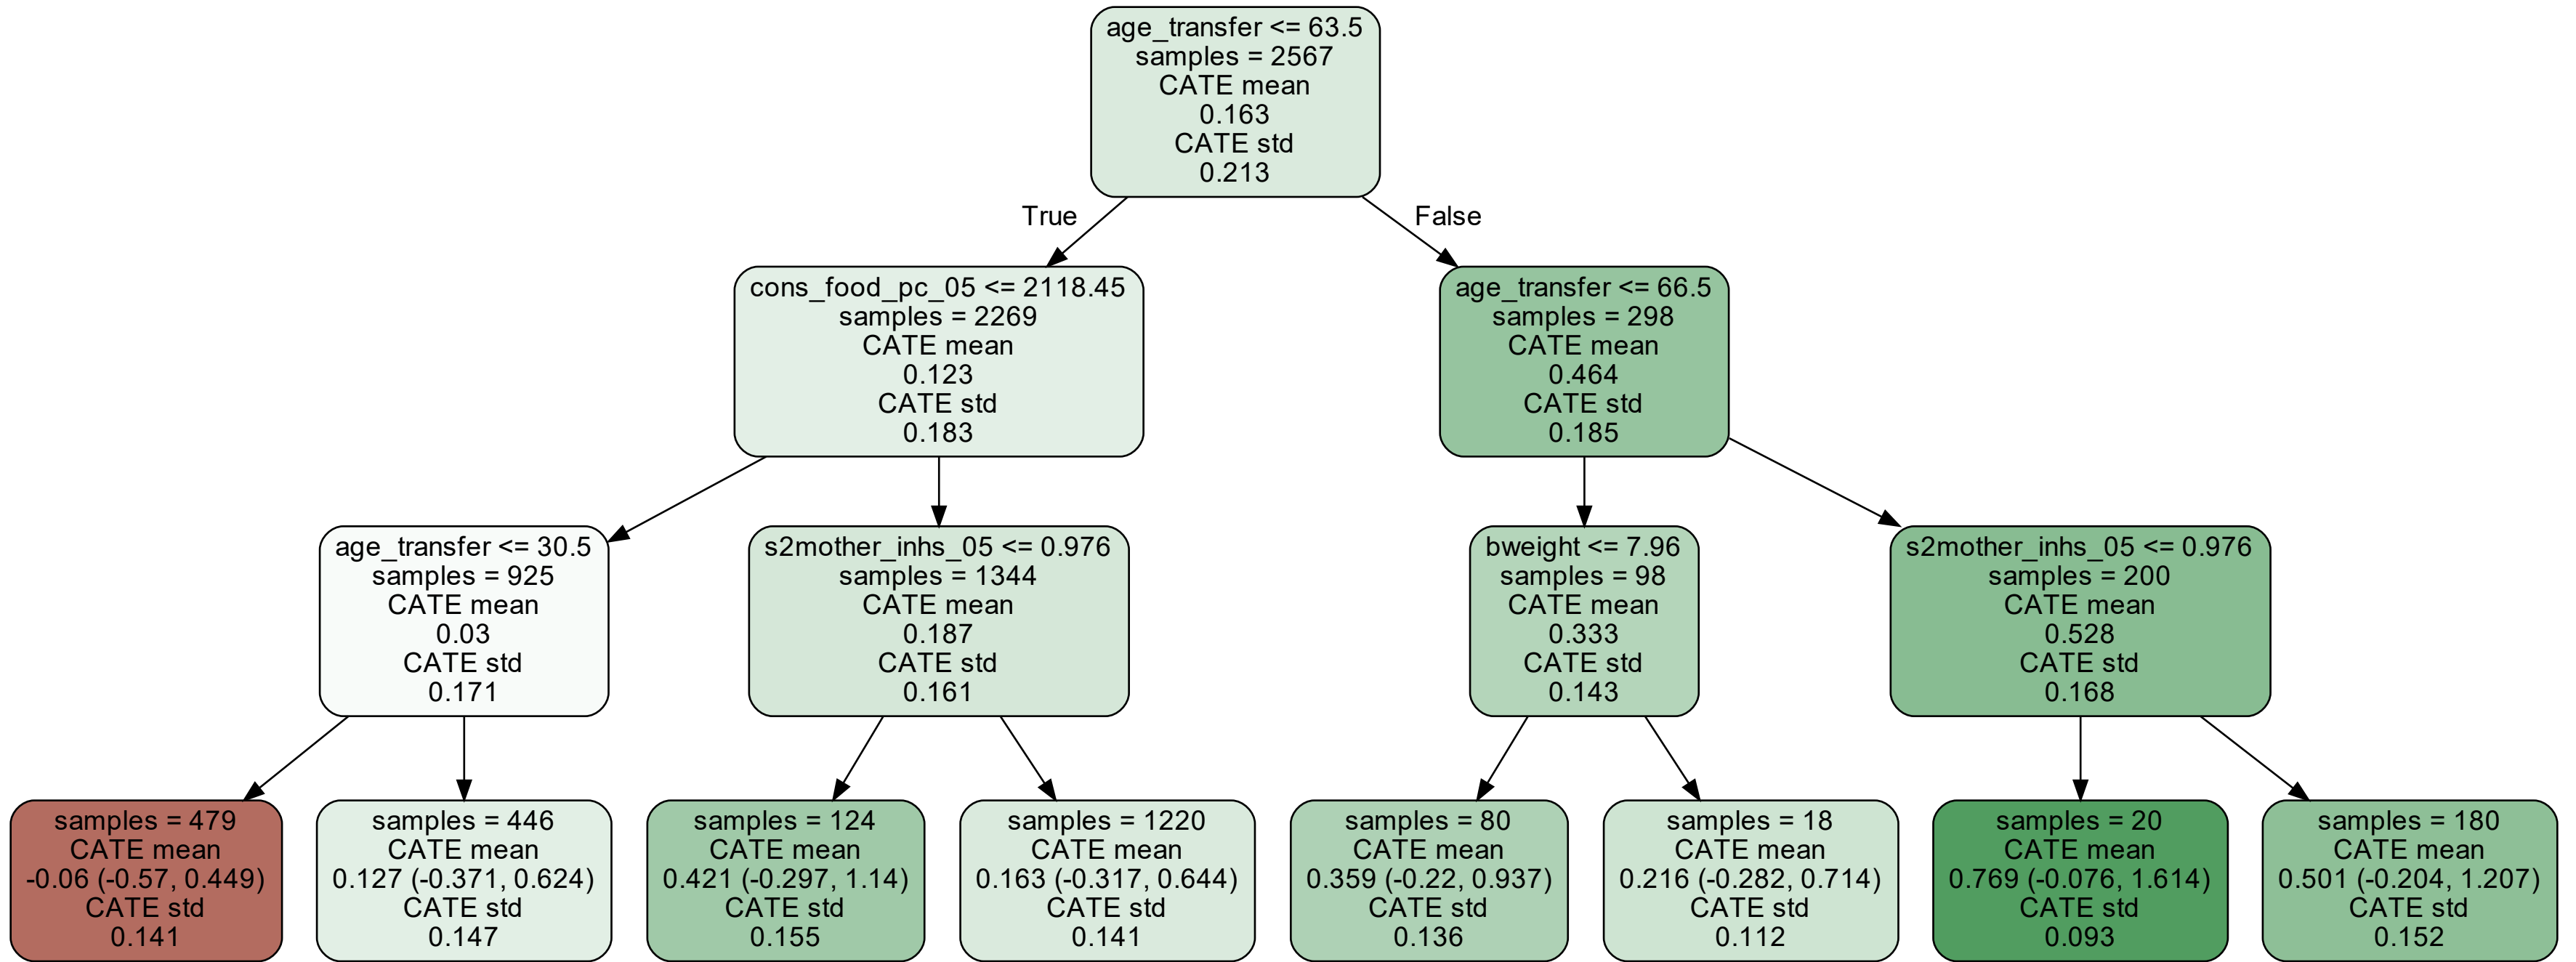 age_transfer <= 63.5
samples = 2567
CATE mean
0.163
CATE std
0.213
True
False
cons_food_pc_05 <= 2118.45
samples = 2269
CATE mean
0.123
CATE std
0.183
age_transfer <= 66.5
samples = 298
CATE mean
0.464
CATE std
0.185
age_transfer <= 30.5
samples = 925
CATE mean
0.03
CATE std
0.171
s2mother_inhs_05 <= 0.976
samples = 1344
CATE mean
0.187
CATE std
0.161
bweight <= 7.96
samples = 98
CATE mean
0.333
CATE std
0.143
s2mother_inhs_05 <= 0.976
samples = 200
CATE mean
0.528
CATE std
0.168
samples = 479
CATE mean
-0.06 (-0.57, 0.449)
CATE std
0.141
samples = 446
CATE mean
0.127 (-0.371, 0.624)
CATE std
0.147
samples = 124
CATE mean
0.421 (-0.297, 1.14)
CATE std
0.155
samples = 1220
CATE mean
0.163 (-0.317, 0.644)
CATE std
0.141
samples = 80
CATE mean
0.359 (-0.22, 0.937)
CATE std
0.136
samples = 18
CATE mean
0.216 (-0.282, 0.714)
CATE std
0.112
samples = 20
CATE mean
0.769 (-0.076, 1.614)
CATE std
0.093
samples = 180
CATE mean
0.501 (-0.204, 1.207)
CATE std
0.152